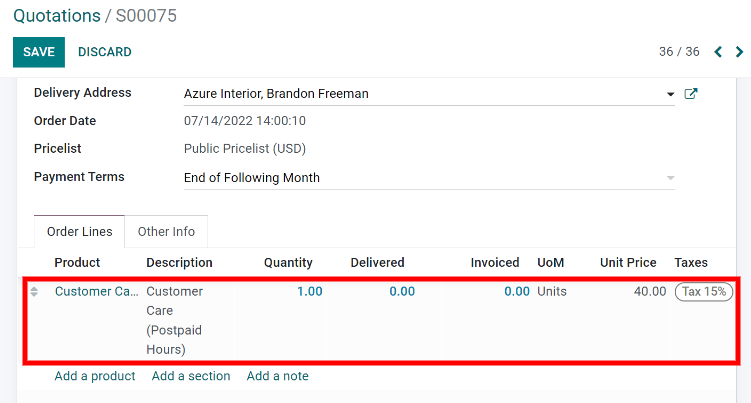 Quotations / S00075
SAVE DISCARD 36 / 36
Delivery Address Azure Interior, Brandon Freeman
Order Date 07/14/2022 14:00:10
Pricelist Public Pricelist (USD)
Payment Terms End of Following Month
Order Lines Other Info
Product Description Quantity Delivered Invoiced UoM Unit Price Taxes
Customer Ca... Customer 1.00 0.00 0.00 Units 40.00 Tax 15%
Care
(Postpaid
Hours)
Add a product Add a section Add a note